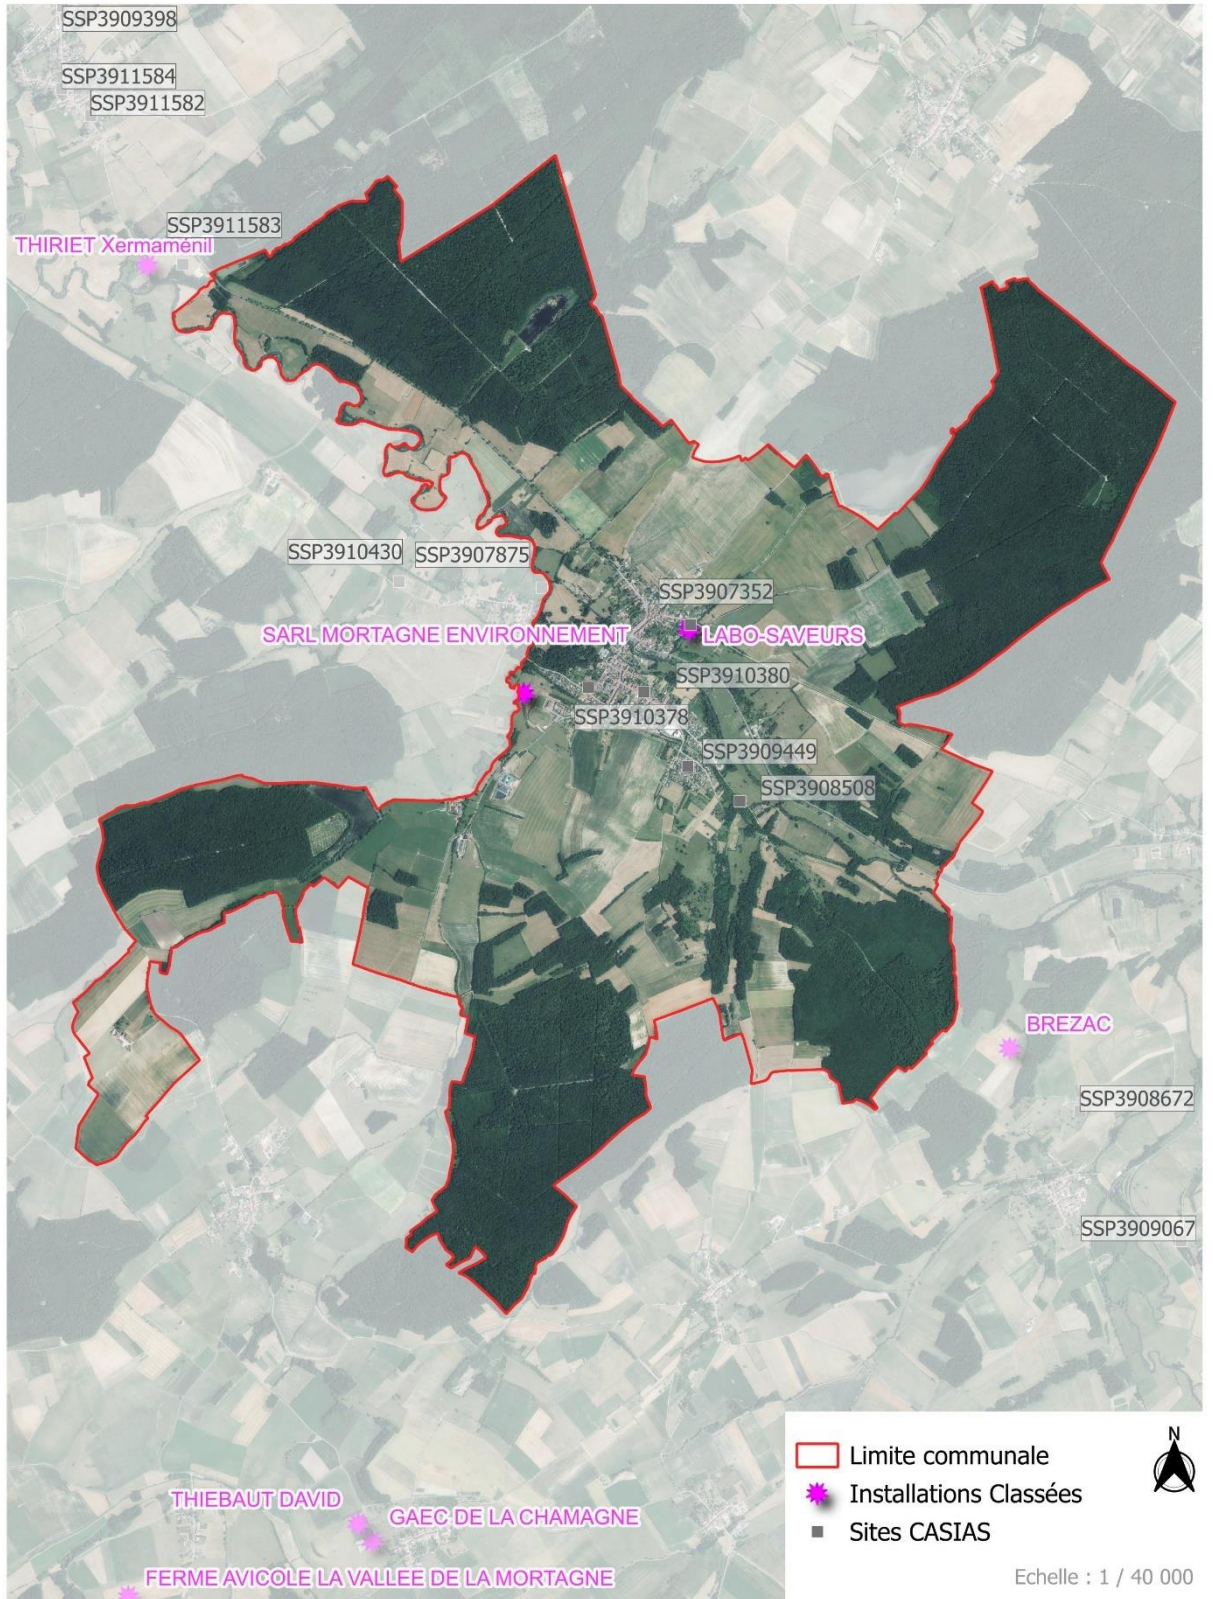 SSP3909398
SSP3911584
SSP3911582
SSP3911583
THIRIET Xermaménil
SSP3910430
SSP3907875
SSP3907352
SARL MORTAGNE ENVIRONNEMENT
LABO-SAVEURS
SSP3910380
SSP3910378
SSP3909449
SSP3908508
BREZAC
SSP3908672
SSP3909067
THIEBAUT DAVID
GAEC DE LA CHAMAGNE
FERME AVICOLE LA VALLEE DE LA MORTAGNE
N
Limite communale
Installations Classées
Sites CASIAS
Echelle : 1 / 40 000